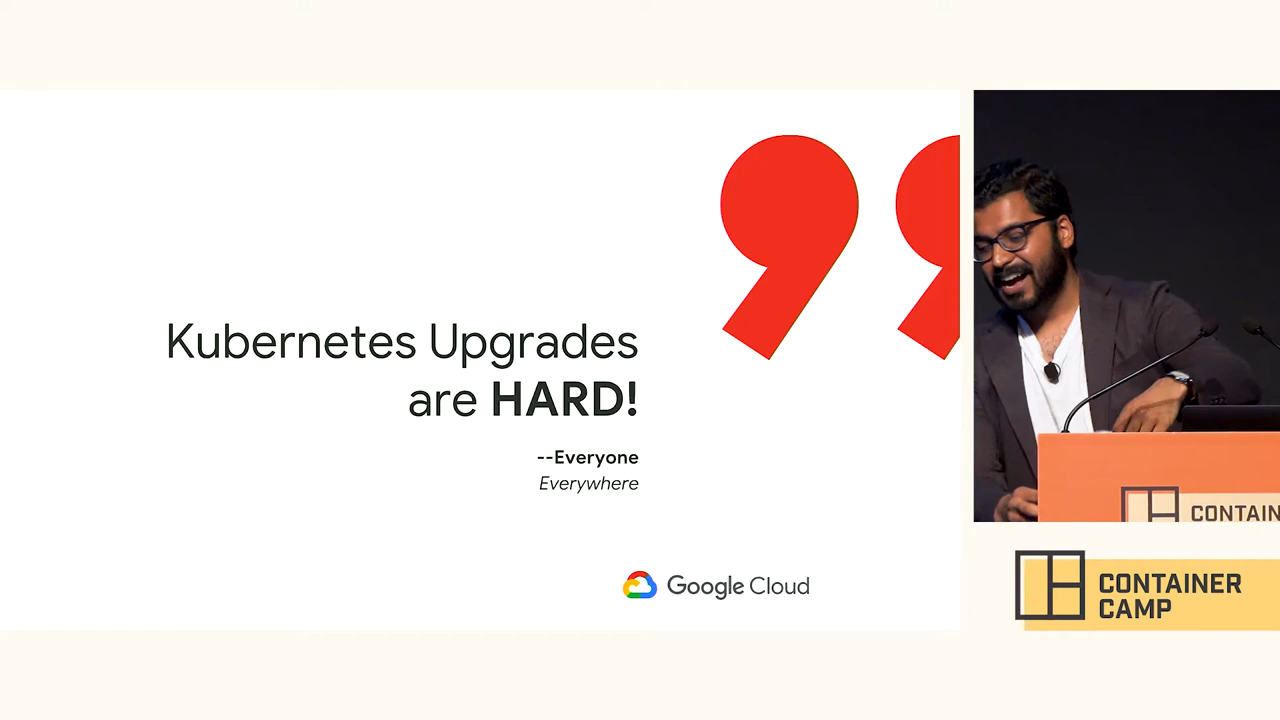 Kubernetes Upgrades
are HARD!
--Everyone
Everywhere
Google Cloud
CONTAIN
CONTAINER
CAMP